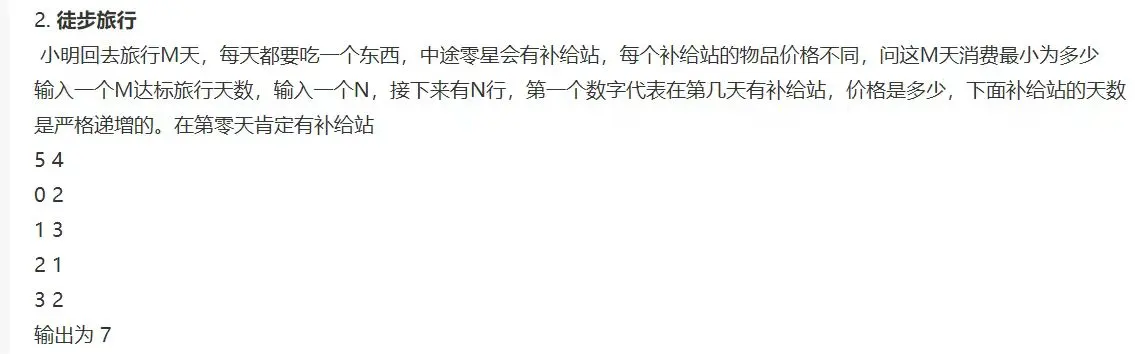 2. 徒步旅行
小明回去旅行M天，每天都要吃一个东西，中途零星会有补给站，每个补给站的物品价格不同，问这M天消费最小为多少
输入一个M达标旅行天数，输入一个N，接下来有N行，第一个数字代表在第几天有补给站，价格是多少，下面补给站的天数
是严格递增的。在第零天肯定有补给站
5 4
0 2
1 3
2 1
3 2
输出为 7